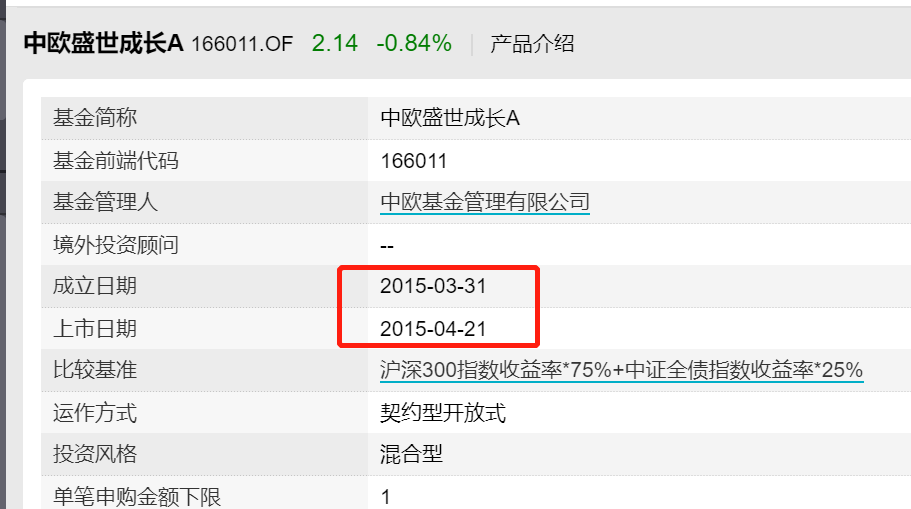 中欧盛世成长A 166011.OF 2.14 -0.84% 产品介绍
基金简称 中欧盛世成长A
基金前端代码 166011
基金管理人 中欧基金管理有限公司
境外投资顾问 --
成立日期 2015-03-31
上市日期 2015-04-21
比较基准 沪深300指数收益率*75%+中证全债指数收益率*25%
运作方式 契约型开放式
投资风格 混合型
单笔申购金额下限 1